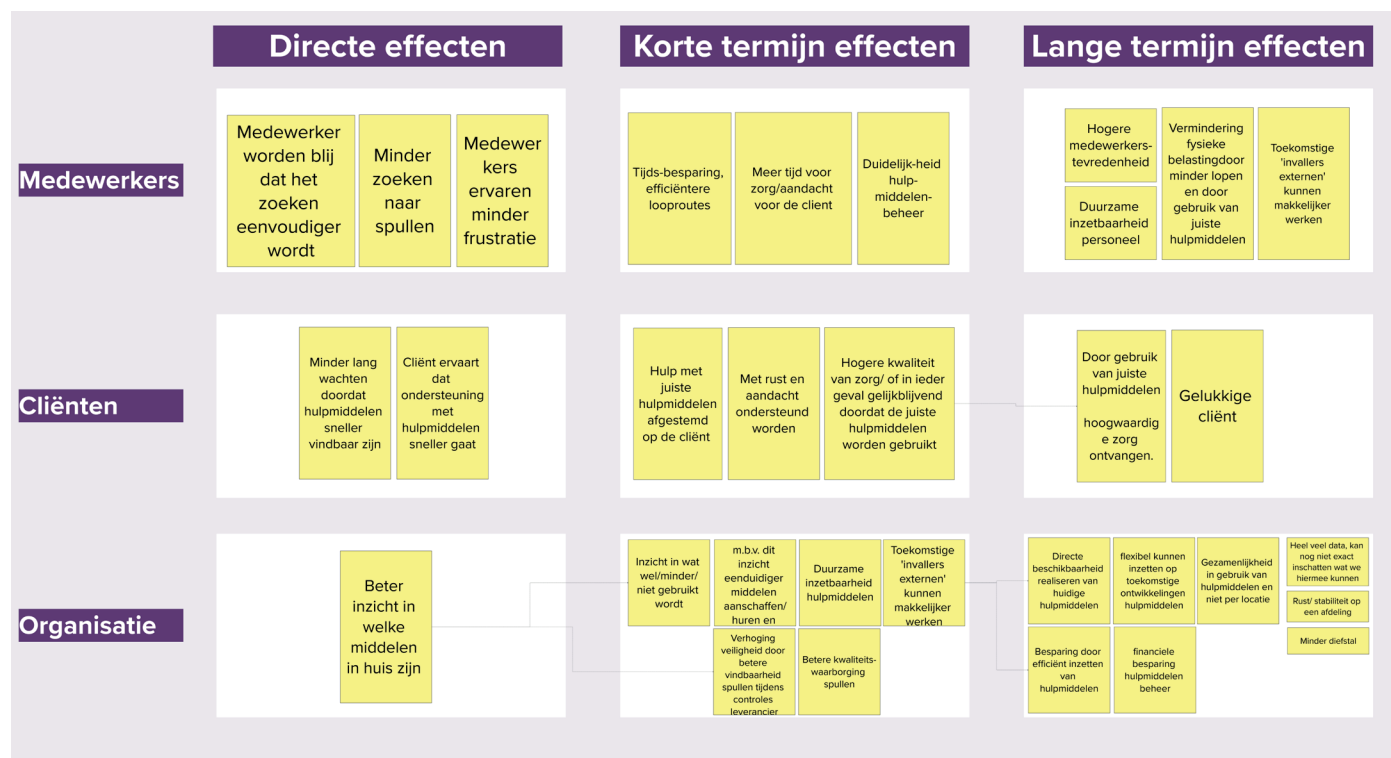 Directe effecten
Korte termijn effecten
Lange termijn effecten
Medewerkers
Medewerker
worden blij
dat het
zoeken
eenvoudiger
wordt
Minder
zoeken
naar
spullen
Medewer
kers
ervaren
minder
frustratie
Tijds-besparing,
efficiëntere
looproutes
Meer tijd voor
zorg/aandacht
voor de client
Duidelijk-heid
hulp-
middelen-
beheer
Hogere
medewerkers-
tevredenheid
Duurzame
inzetbaarheid
personeel
Vermindering
fysieke
belastingdoor
minder lopen
en door
gebruik van
juiste
hulpmiddelen
Toekomstige
'invallers
externen'
kunnen
makkelijker
werken
Cliënten
Minder lang
wachten
doordat
hulpmiddelen
sneller
vindbaar zijn
Cliënt ervaart
dat
ondersteuning
met
hulpmiddelen
sneller gaat
Hulp met
juiste
hulpmiddelen
afgestemd
op de cliënt
Met rust en
aandacht
ondersteund
worden
Hogere kwaliteit
van zorg/ of in ieder
geval gelijkblijvend
doordat de juiste
hulpmiddelen
worden gebruikt
Door gebruik
van juiste
hulpmiddelen
hoogwaardig
e zorg
ontvangen.
Gelukkige
cliënt
Organisatie
Beter
inzicht in
welke
middelen
in huis zijn
Inzicht in wat
wel/minder/
niet gebruikt
wordt
m.b.v. dit
inzicht
eenduidiger
middelen
aanschaffen/
huren en
Duurzame
inzetbaarheid
hulpmiddelen
Toekomstige
'invallers
externen'
kunnen
makkelijker
werken
Verhoging
veiligheid door
betere
vindbaarheid
spullen tijdens
controles
leverancier
Betere kwaliteits-
waarborging
spullen
Directe
beschikbaarheid
realiseren van
huidige
hulpmiddelen
flexibel kunnen
inzetten op
toekomstige
ontwikkelingen
hulpmiddelen
Gezamenlijkheid
in gebruik van
hulpmiddelen en
niet per locatie
Heel veel data, kan
nog niet exact
inschatten wat we
hiermee kunnen
Rust/ stabiliteit op
een afdeling
Minder diefstal
Besparing door
efficiënt inzetten
van
hulpmiddelen
financiele
besparing
hulpmiddelen
beheer